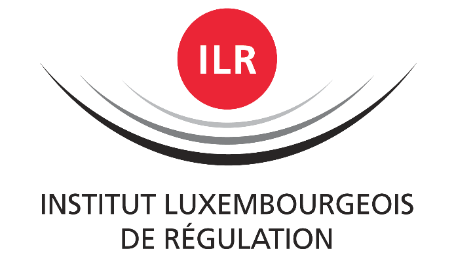 ILR
INSTITUT LUXEMBOURGEOIS
DE RÉGULATION